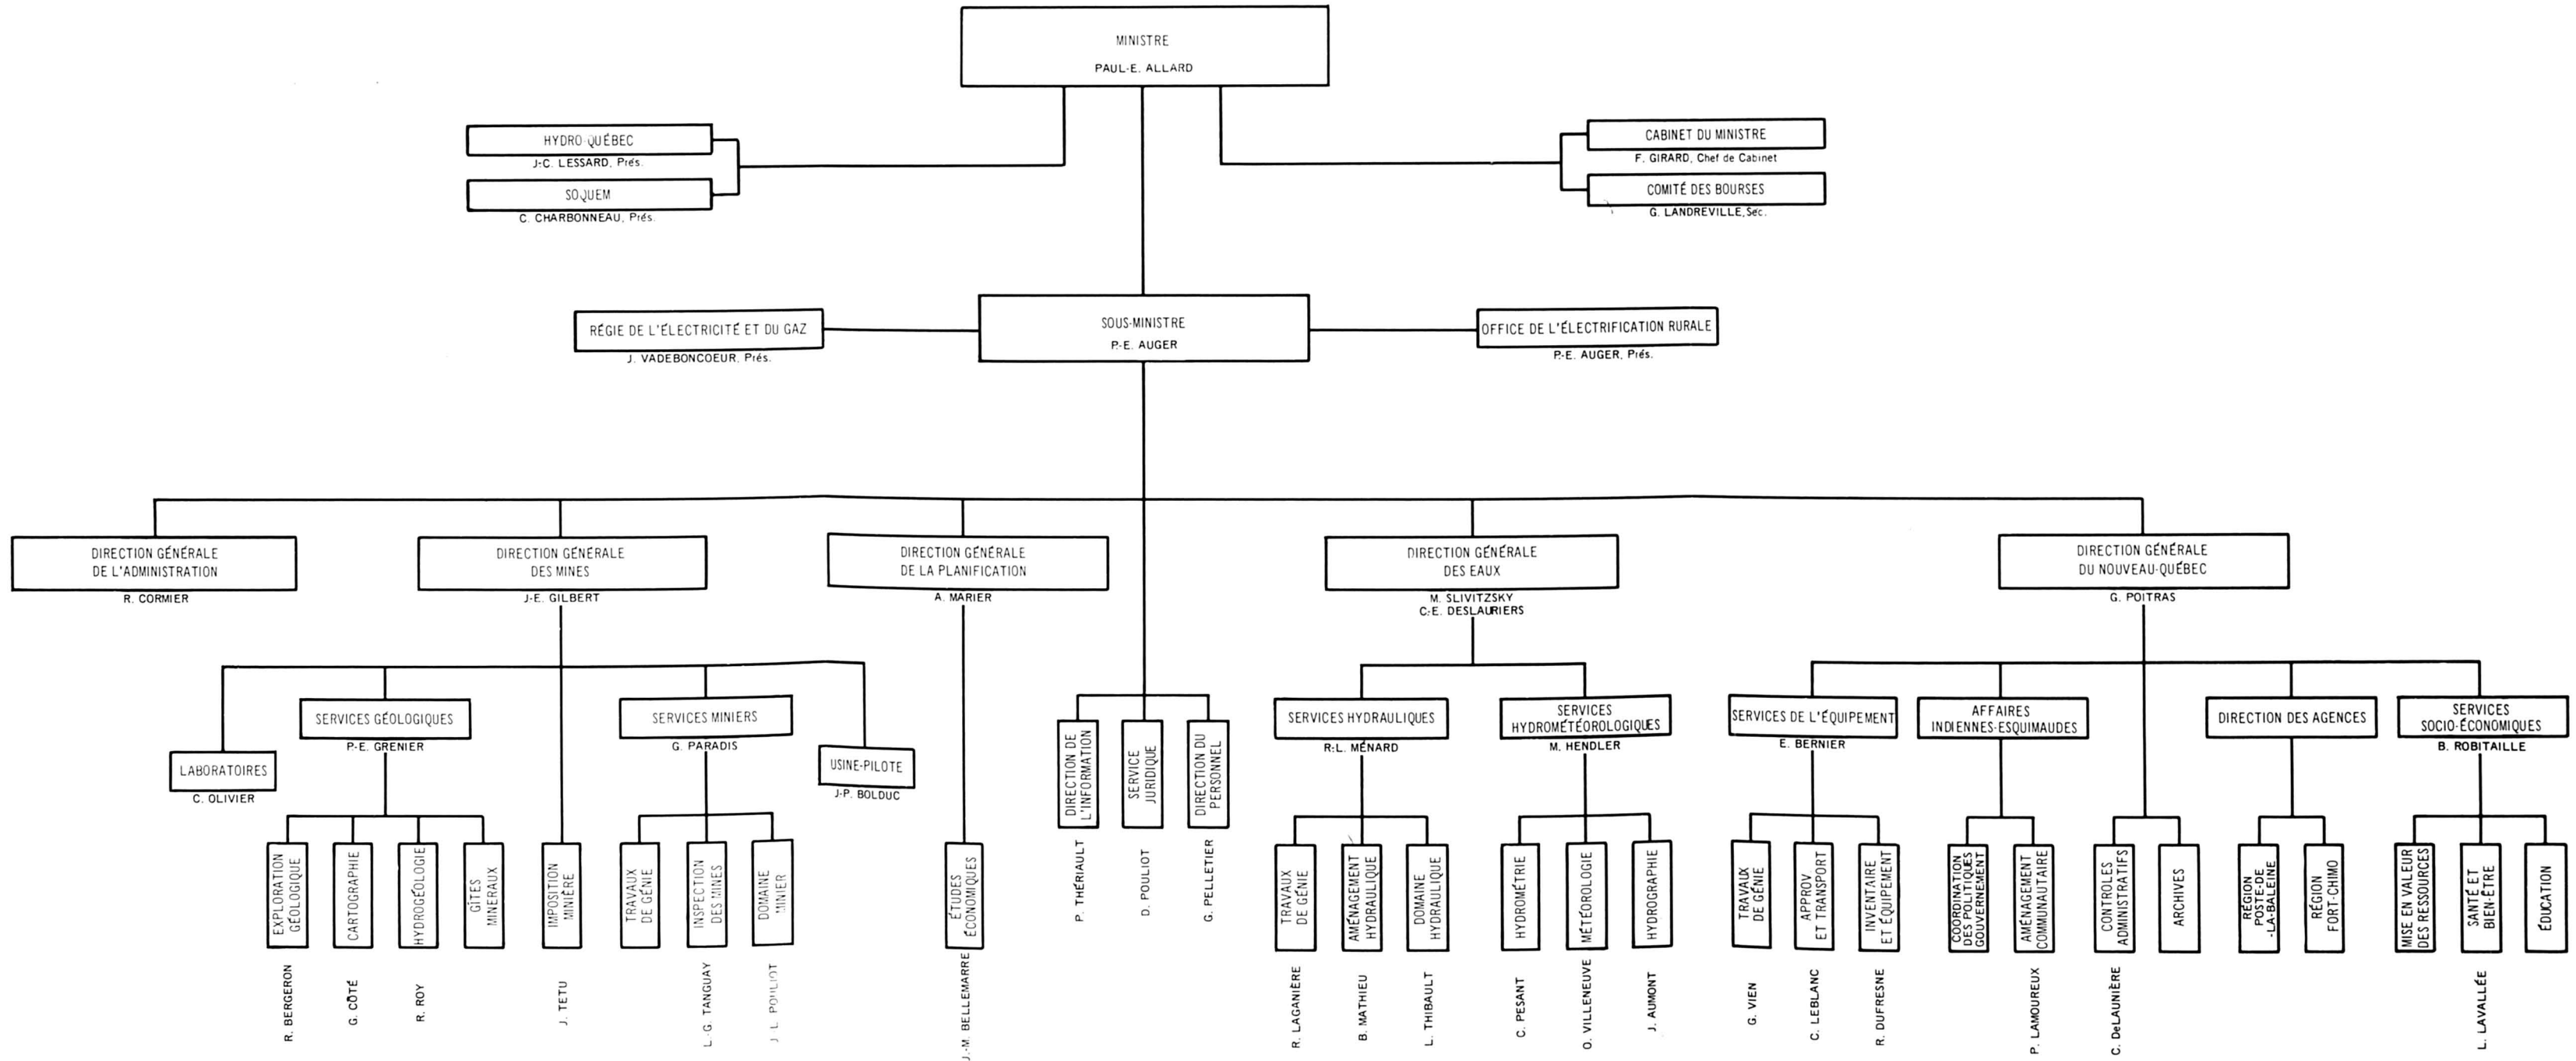 MINISTRE
PAUL-E. ALLARD
HYDRO-QUÉBEC
J.-C. LESSARD, Prés.
SOQUEM
C. CHARBONNEAU, Prés.
CABINET DU MINISTRE
F. GIRARD, Chef de Cabinet
COMITÉ DES BOURSES
G. LANDREVILLE, Sec.
RÉGIE DE L'ÉLECTRICITÉ ET DU GAZ
J. VADEBONCOEUR, Prés.
SOUS-MINISTRE
P.-E. AUGER
OFFICE DE L'ÉLECTRIFICATION RURALE
P.-E. AUGER, Prés.
DIRECTION GÉNÉRALE
DE L'ADMINISTRATION
R. CORMIER
DIRECTION GÉNÉRALE
DES MINES
J.-E. GILBERT
DIRECTION GÉNÉRALE
DE LA PLANIFICATION
A. MARIER
DIRECTION GÉNÉRALE
DES EAUX
M. SLIVITZSKY
C.-E. DESLAURIERS
DIRECTION GÉNÉRALE
DU NOUVEAU-QUÉBEC
G. POITRAS
LABORATOIRES
C. OLIVIER
SERVICES GÉOLOGIQUES
P.-E. GRENIER
SERVICES MINIERS
G. PARADIS
USINE-PILOTE
J.-P. BOLDUC
DIRECTION DE
L'INFORMATION
P. THÉRIAULT
SERVICE
JURIDIQUE
D. POULIOT
DIRECTION DU
PERSONNEL
G. PELLETIER
SERVICES HYDRAULIQUES
R.-L. MÉNARD
SERVICES
HYDROMÉTÉOROLOGIQUES
M. HENDLER
SERVICES DE L'ÉQUIPEMENT
E. BERNIER
AFFAIRES
INDIENNES-ESQUIMAUDES
DIRECTION DES AGENCES
SERVICES
SOCIO-ÉCONOMIQUES
B. ROBITAILLE
EXPLORATION
GÉOLOGIQUE
R. BERGERON
CARTOGRAPHIE
G. CÔTÉ
HYDROGÉOLOGIE
R. ROY
GÎTES
MINERAUX
IMPOSITION
MINIÈRE
J. TETU
TRAVAUX
DE GÉNIE
INSPECTION
DES MINES
L.-G. TANGUAY
DOMAINE
MINIER
J. L. POULIOT
ÉTUDES
ÉCONOMIQUES
J.-M. BELLEMARRE
TRAVAUX
DE GÉNIE
R. LAGANIÈRE
AMÉNAGEMENT
HYDRAULIQUE
B. MATHIEU
DOMAINE
HYDRAULIQUE
L. THIBAULT
HYDROMÉTRIE
C. PESANT
MÉTÉOROLOGIE
O. VILLENEUVE
HYDROGRAPHIE
J. AUMONT
TRAVAUX
DE GÉNIE
G. VIEN
APPROV
ET TRANSPORT
C. LEBLANC
INVENTAIRE
ET ÉQUIPEMENT
R. DUFRESNE
COORDINATION
DES POLITIQUES
GOUVERNEMENT
AMÉNAGEMENT
COMMUNAUTAIRE
P. LAMOUREUX
CONTROLES
ADMINISTRATIFS
C. DeLAUNIÈRE
ARCHIVES
RÉGION
POSTE-DE
-LA-BALEINE
RÉGION
FORT-CHIMO
MISE EN VALEUR
DES RESSOURCES
SANTÉ ET
BIEN-ÊTRE
L. LAVALLÉE
ÉDUCATION